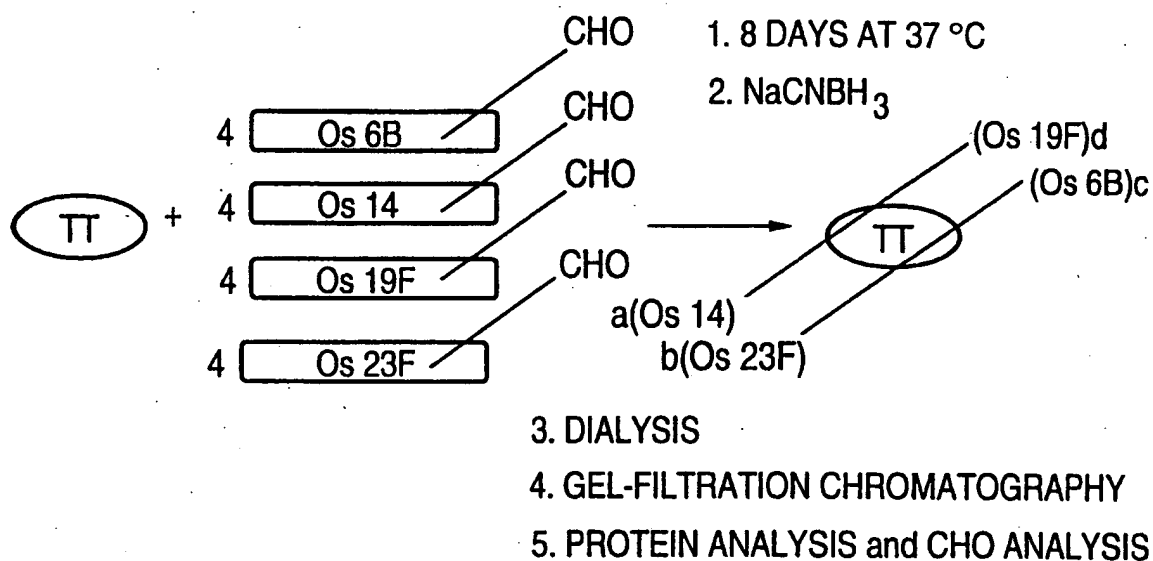 CHO
1. 8 DAYS AT 37 °C
2. NaCNBH3
4 Os 6B
CHO
4 Os 14
CHO
4 Os 19F
CHO
4 Os 23F
TT +
(Os 19F)d
(Os 6B)c
TT
a(Os 14)
b(Os 23F)
3. DIALYSIS
4. GEL-FILTRATION CHROMATOGRAPHY
5. PROTEIN ANALYSIS and CHO ANALYSIS